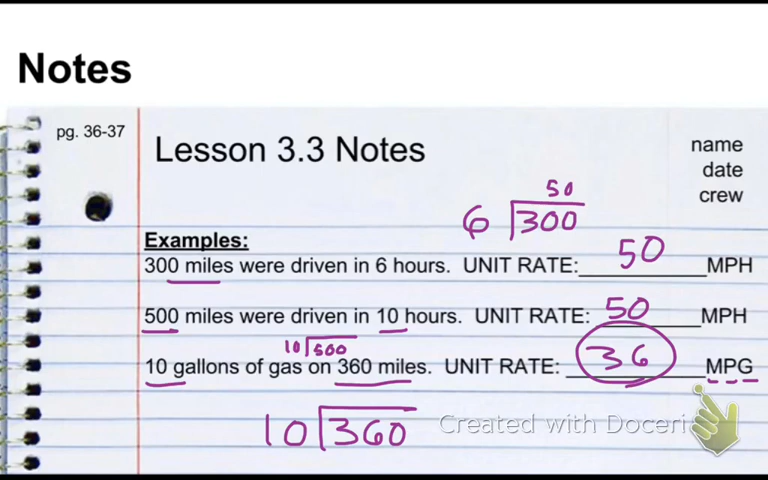 Notes
pg. 36-37
Lesson 3.3 Notes
name
date
crew
50
6 300
Examples:
300 miles were driven in 6 hours. UNIT RATE: 50 MPH
500 miles were driven in 10 hours. UNIT RATE: 50 MPH
10 500
10 gallons of gas on 360 miles. UNIT RATE: 36 MPG
10 360
Created with Doceri